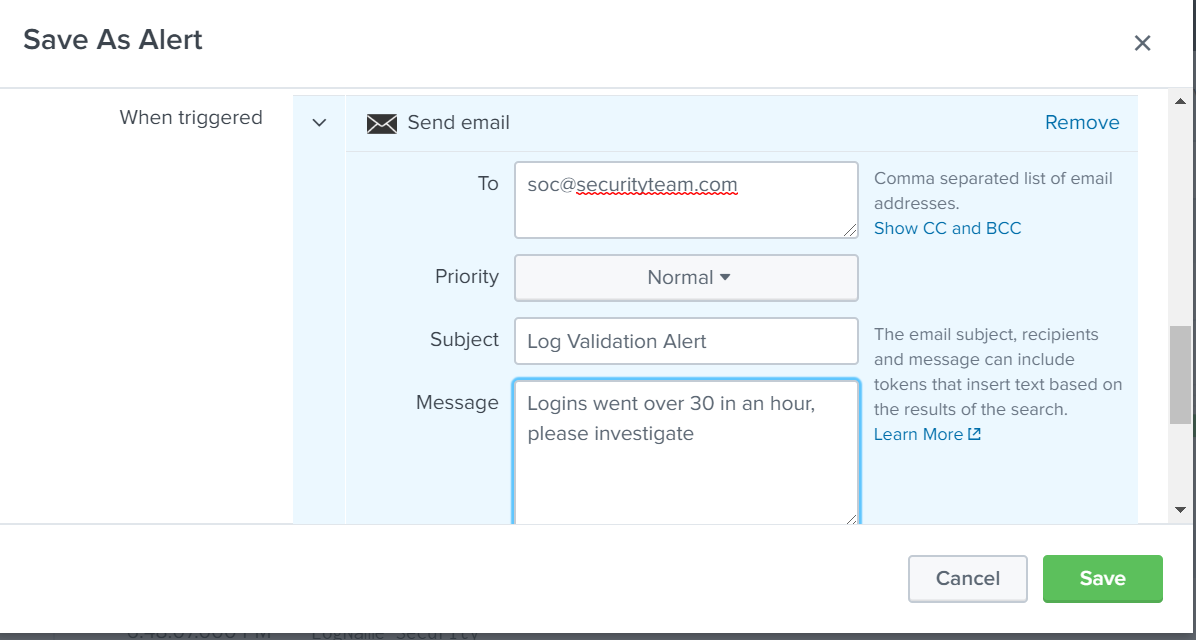 Save As Alert
When triggered
Send email
Remove
To
soc@securityteam.com
Comma separated list of email
addresses.
Show CC and BCC
Priority
Normal
Subject
Log Validation Alert
The email subject, recipients
and message can include
tokens that insert text based on
the results of the search.
Learn More
Message
Logins went over 30 in an hour,
please investigate
Cancel
Save